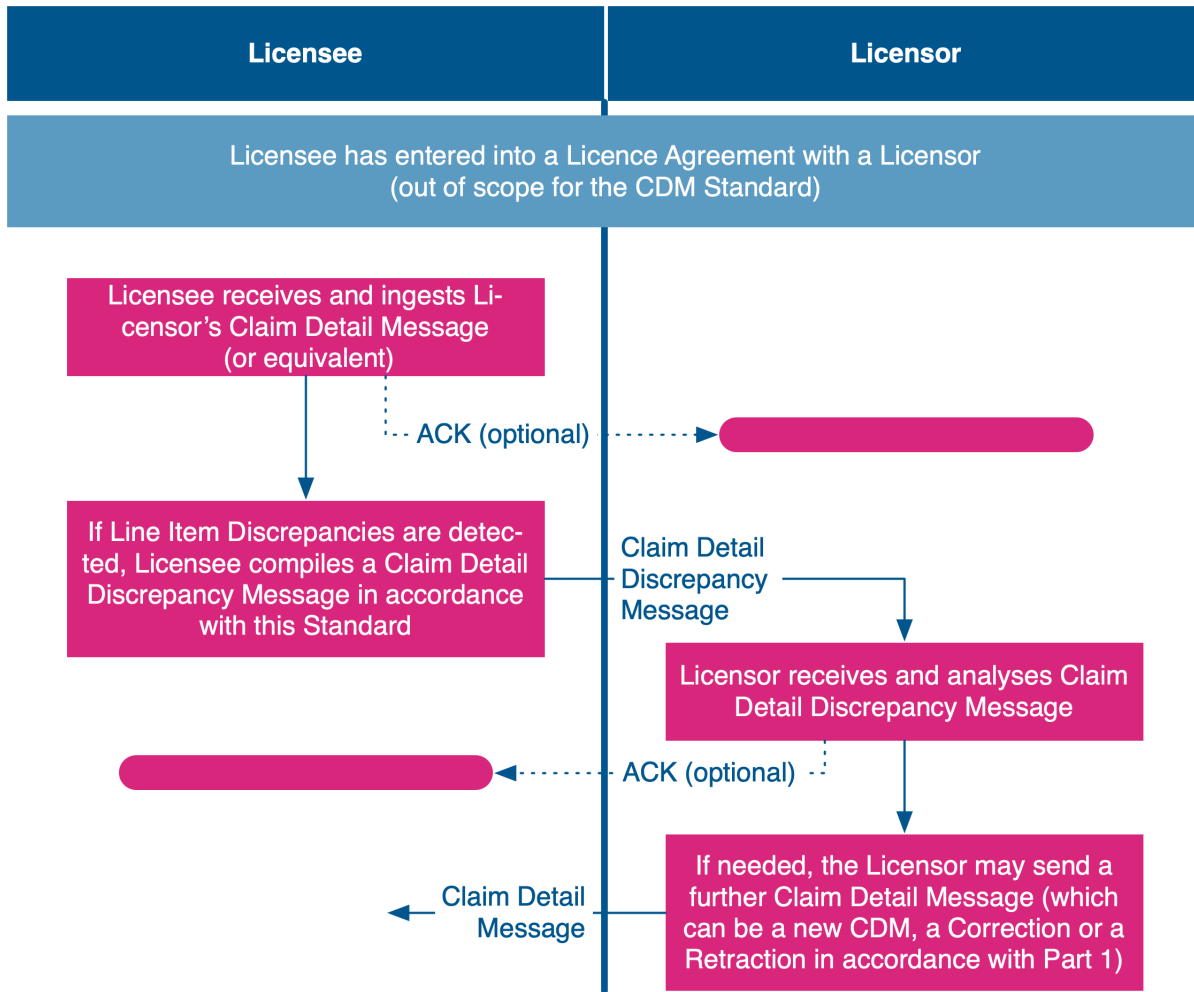 Licensee
Licensor
Licensee has entered into a Licence Agreement with a Licensor
(out of scope for the CDM Standard)
Licensee receives and ingests Li-
censor’s Claim Detail Message
(or equivalent)
ACK (optional)
If Line Item Discrepancies are detec-
ted, Licensee compiles a Claim Detail
Discrepancy Message in accordance
with this Standard
Claim Detail
Discrepancy
Message
Licensor receives and analyses Claim
Detail Discrepancy Message
ACK (optional)
If needed, the Licensor may send a
further Claim Detail Message (which
can be a new CDM, a Correction or a
Retraction in accordance with Part 1)
Claim Detail
Message